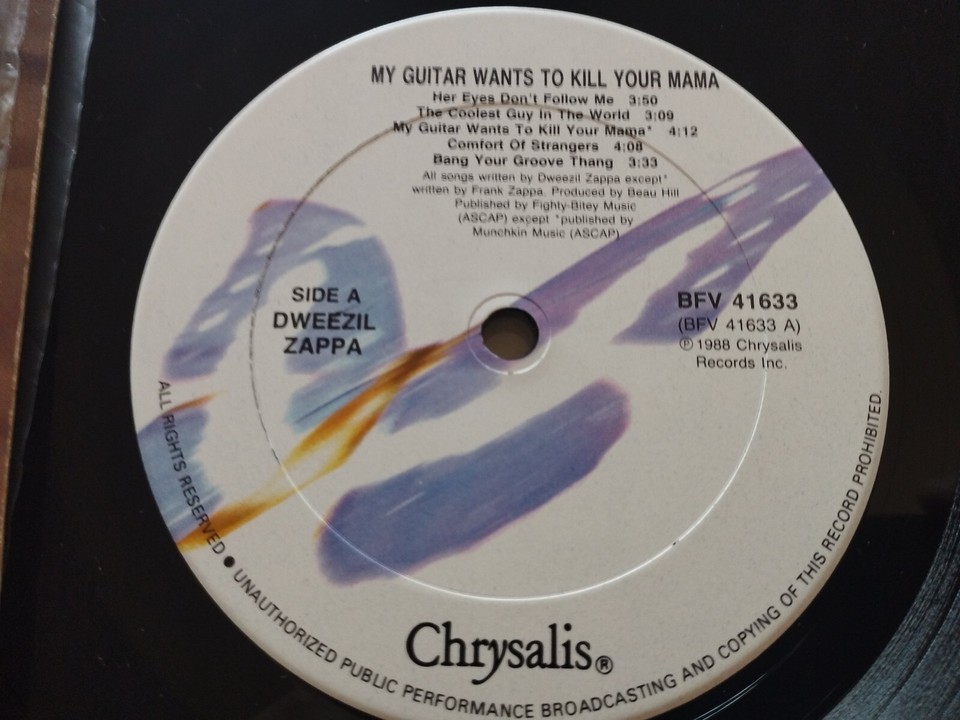 MY GUITAR WANTS TO KILL YOUR MAMA
Her Eyes Don't Follow Me 3:50
The Coolest Guy In The World 3:09
My Guitar Wants To Kill Your Mama* 4:12
Comfort Of Strangers 4:08
Bang Your Groove Thang 3:33
All songs written by Dweezil Zappa except*
written by Frank Zappa. Produced by Beau Hill
Published by Fighty-Bitey Music
(ASCAP) except *published by
Munchkin Music (ASCAP)
SIDE A
DWEEZIL
ZAPPA
BFV 41633
(BFV 41633 A)
℗ 1988 Chrysalis
Records Inc.
Chrysalis®
ALL RIGHTS RESERVED • UNAUTHORIZED PUBLIC PERFORMANCE BROADCASTING AND COPYING OF THIS RECORD PROHIBITED.